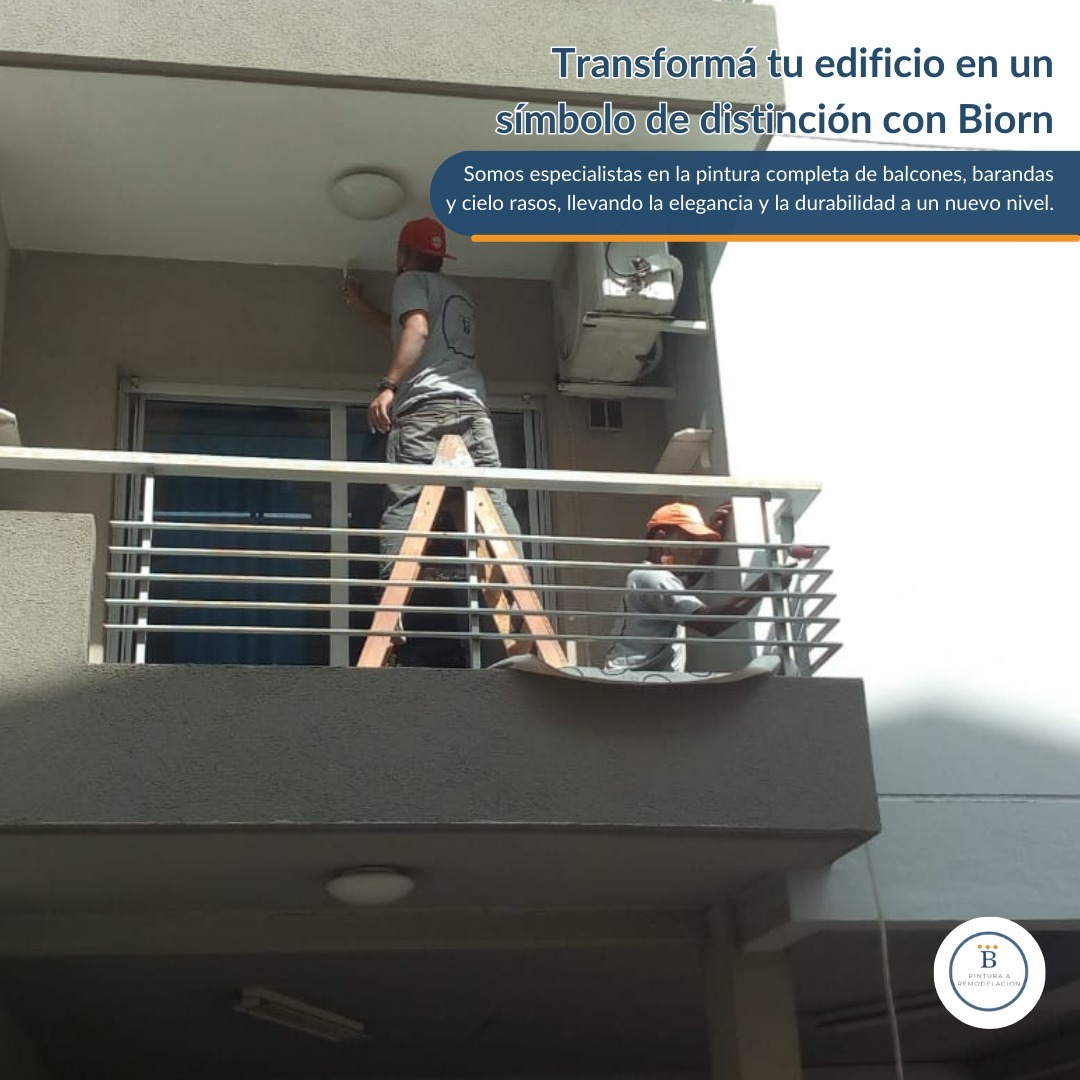 Transformá tu edificio en un
símbolo de distinción con Biorn
Somos especialistas en la pintura completa de balcones, barandas
y cielo rasos, llevando la elegancia y la durabilidad a un nuevo nivel.
B
PINTURA &
REMODELACIÓN